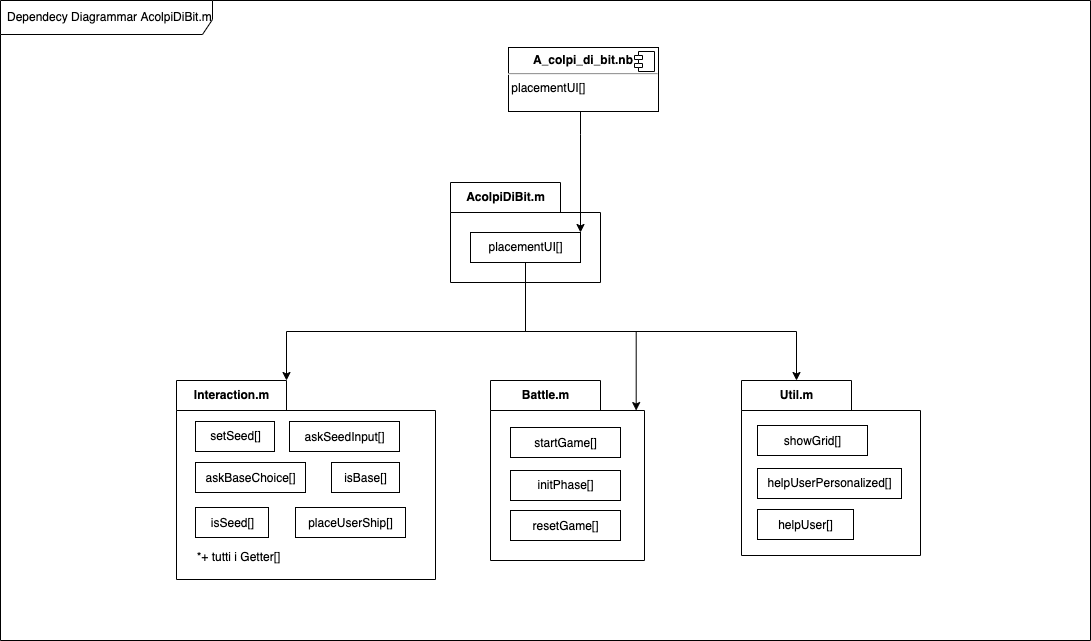 Dependecy Diagrammar AcolpiDiBit.m
A_colpi_di_bit.nb
placementUI[]
AcolpiDiBit.m
placementUI[]
Interaction.m
setSeed[]
askSeedInput[]
askBaseChoice[]
isBase[]
isSeed[]
placeUserShip[]
*+ tutti i Getter[]
Battle.m
startGame[]
initPhase[]
resetGame[]
Util.m
showGrid[]
helpUserPersonalized[]
helpUser[]